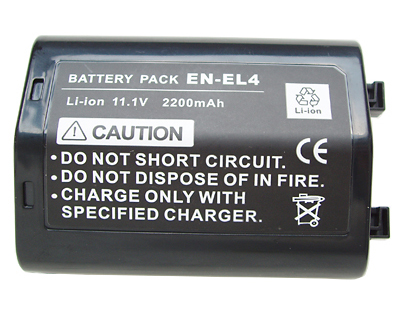 BATTERY PACK EN-EL4
Li-ion 11.1V 2200mAh
Li-ion
CAUTION
CE
•DO NOT SHORT CIRCUIT.
•DO NOT DISPOSE OF IN FIRE.
•CHARGE ONLY WITH
SPECIFIED CHARGER.